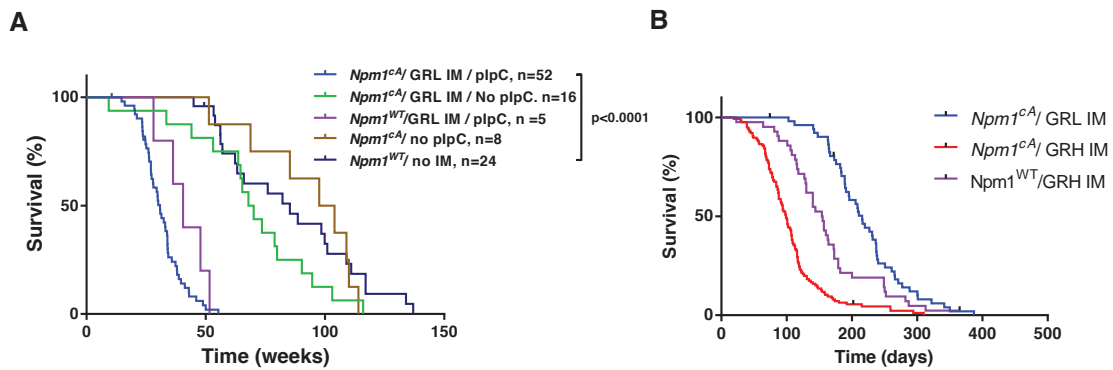 A
Npm1cA/ GRL IM / pIpC, n=52
Npm1cA/ GRL IM / No pIpC. n=16
Npm1WT/GRL IM / pIpC, n=5
Npm1cA/ no pIpC, n=8
Npm1WT/ no IM, n=24
p<0.0001
Survival (%)
100
50
0
0 50 100 150
Time (weeks)
B
Npm1cA/ GRL IM
Npm1cA/ GRH IM
Npm1WT/GRH IM
Survival (%)
100
50
0
0 100 200 300 400 500
Time (days)